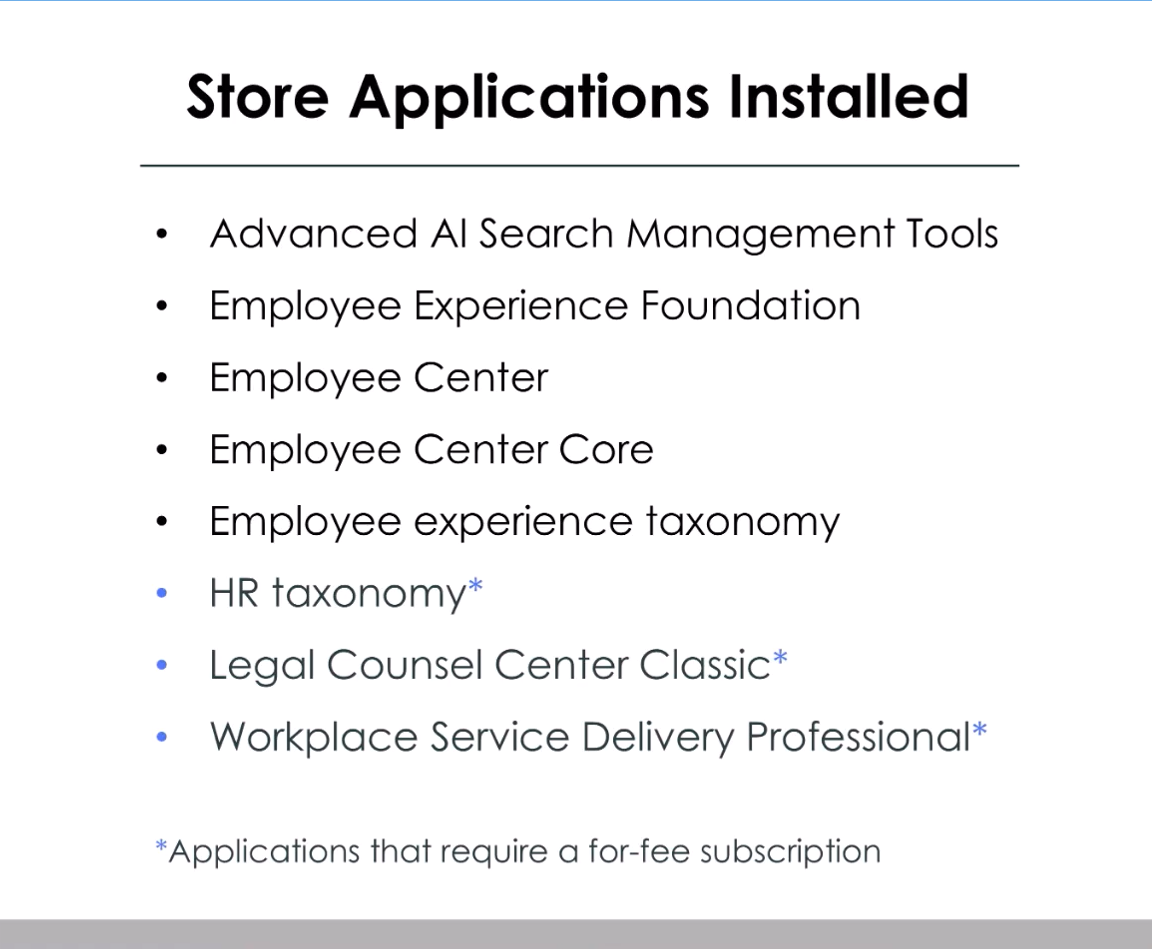 Store Applications Installed
• Advanced AI Search Management Tools
• Employee Experience Foundation
• Employee Center
• Employee Center Core
• Employee experience taxonomy
• HR taxonomy*
• Legal Counsel Center Classic*
• Workplace Service Delivery Professional*
*Applications that require a for-fee subscription